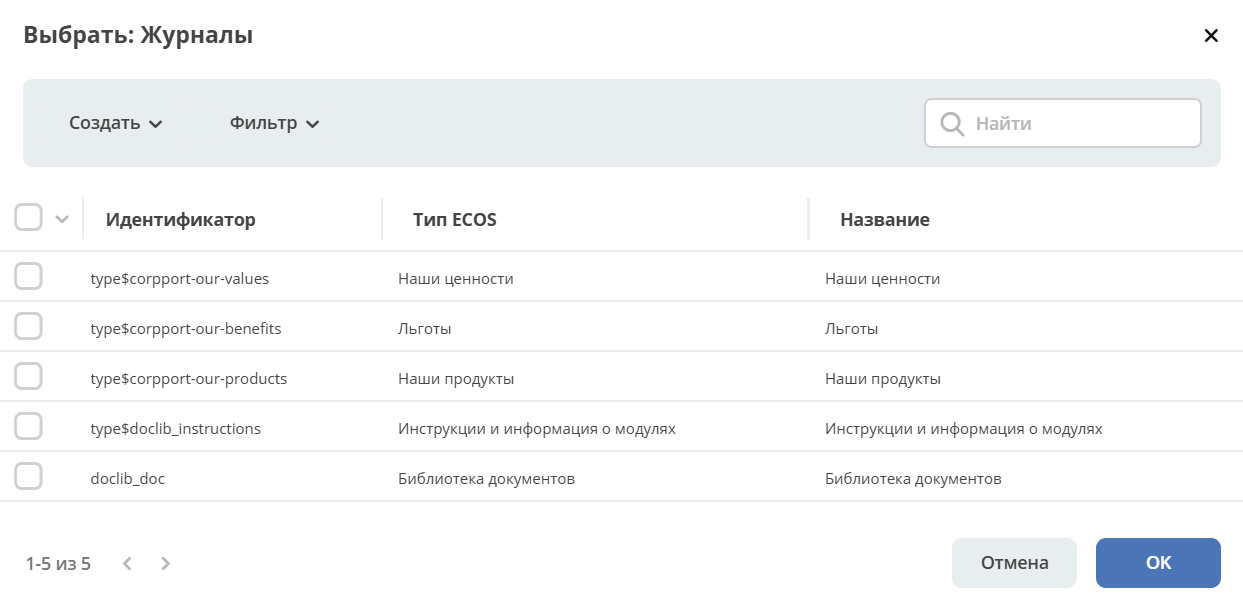 Выбрать: Журналы
Создать Фильтр Найти
Идентификатор Тип ECOS Название
type$corpport-our-values Наши ценности Наши ценности
type$corpport-our-benefits Льготы Льготы
type$corpport-our-products Наши продукты Наши продукты
type$doclib_instructions Инструкции и информация о модулях Инструкции и информация о модулях
doclib_doc Библиотека документов Библиотека документов
1-5 из 5 Отмена ОК